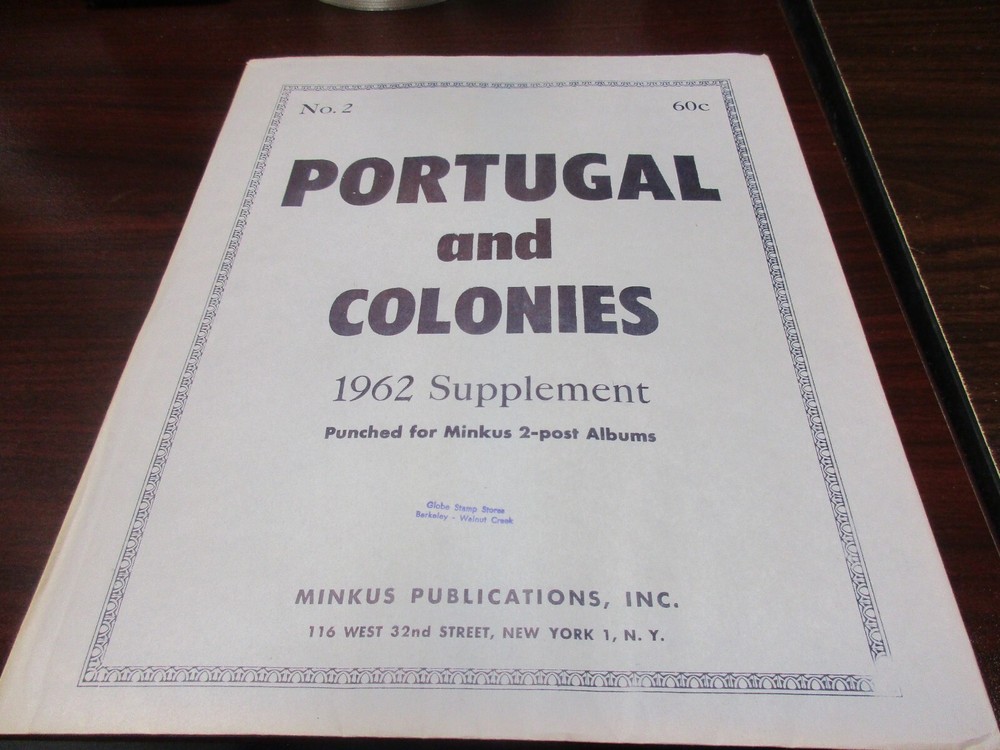 No. 2
60c
PORTUGAL
and
COLONIES
1962 Supplement
Punched for Minkus 2-post Albums
Globe Stamp Stores
Berkeley - Walnut Creek
MINKUS PUBLICATIONS, INC.
116 WEST 32nd STREET, NEW YORK 1, N. Y.